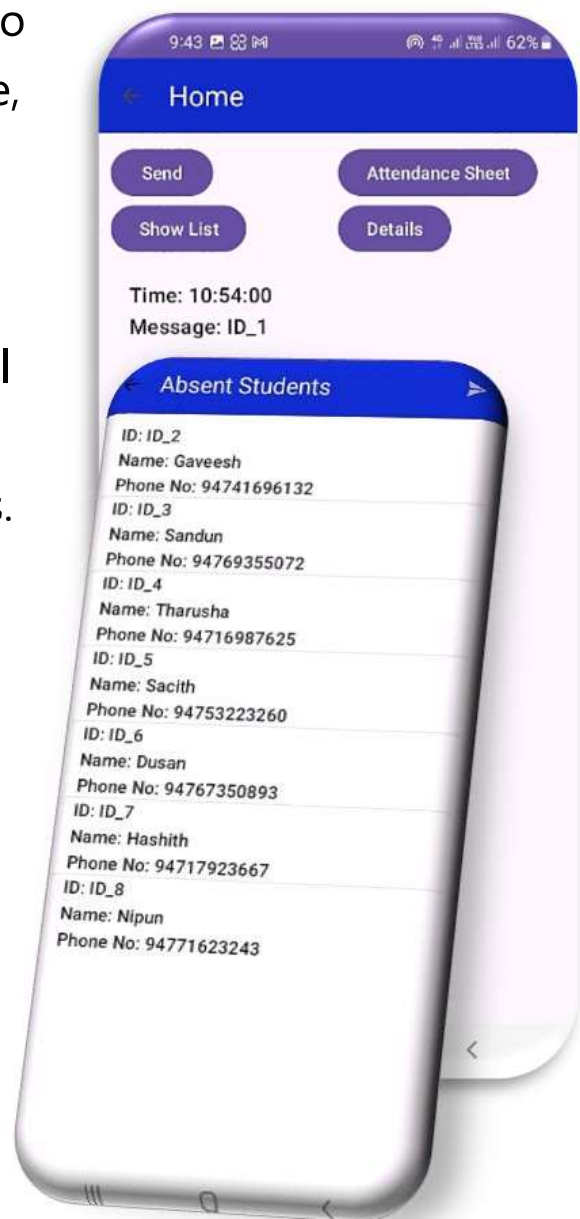 o
e,
l
s.
9:43 62%
Home
Send Attendance Sheet
Show List Details
Time: 10:54:00
Message: ID_1
Absent Students
ID: ID_2
Name: Gaveesh
Phone No: 94741696132
ID: ID_3
Name: Sandun
Phone No: 94769355072
ID: ID_4
Name: Tharusha
Phone No: 94716987625
ID: ID_5
Name: Sacith
Phone No: 94753223260
ID: ID_6
Name: Dusan
Phone No: 94767350893
ID: ID_7
Name: Hashith
Phone No: 94717923667
ID: ID_8
Name: Nipun
Phone No: 94771623243